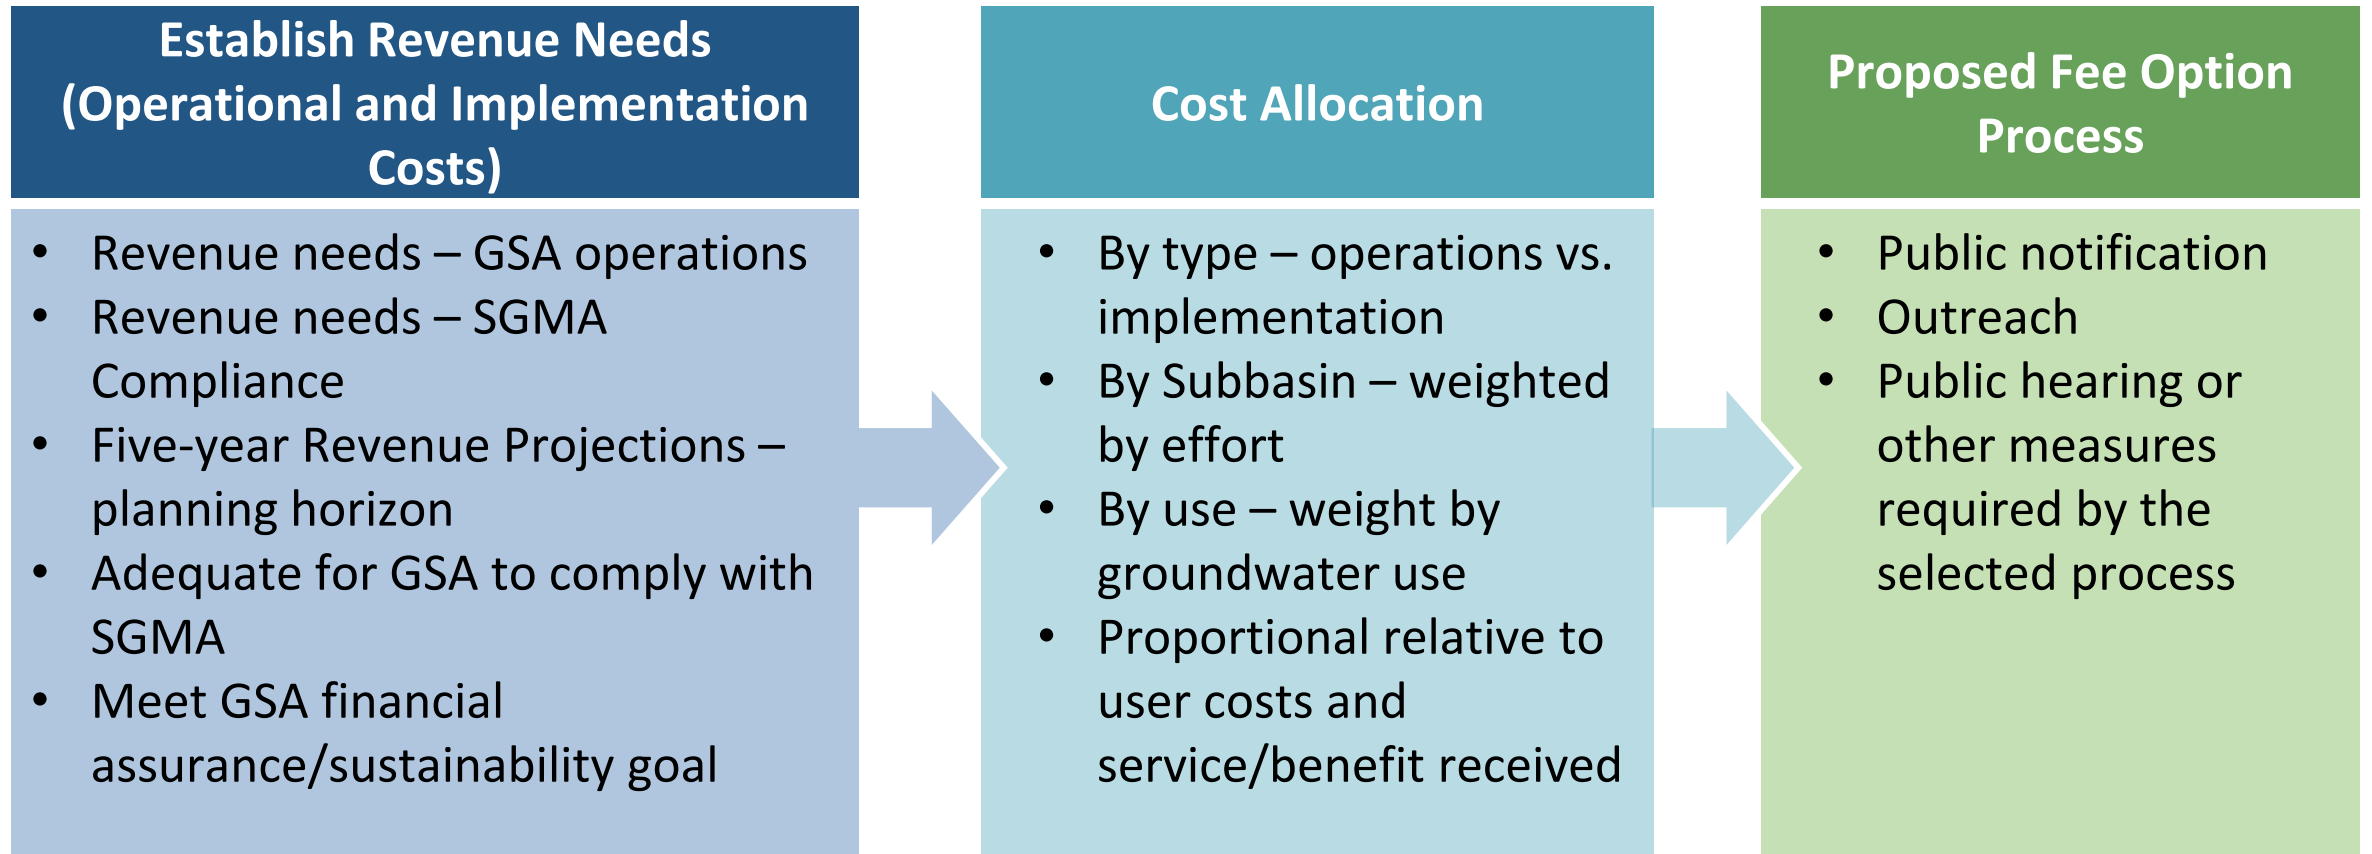 Establish Revenue Needs
(Operational and Implementation
Costs)
• Revenue needs – GSA operations
• Revenue needs – SGMA
Compliance
• Five-year Revenue Projections –
planning horizon
• Adequate for GSA to comply with
SGMA
• Meet GSA financial
assurance/sustainability goal
Cost Allocation
• By type – operations vs.
implementation
• By Subbasin – weighted
by effort
• By use – weight by
groundwater use
• Proportional relative to
user costs and
service/benefit received
Proposed Fee Option
Process
• Public notification
• Outreach
• Public hearing or
other measures
required by the
selected process